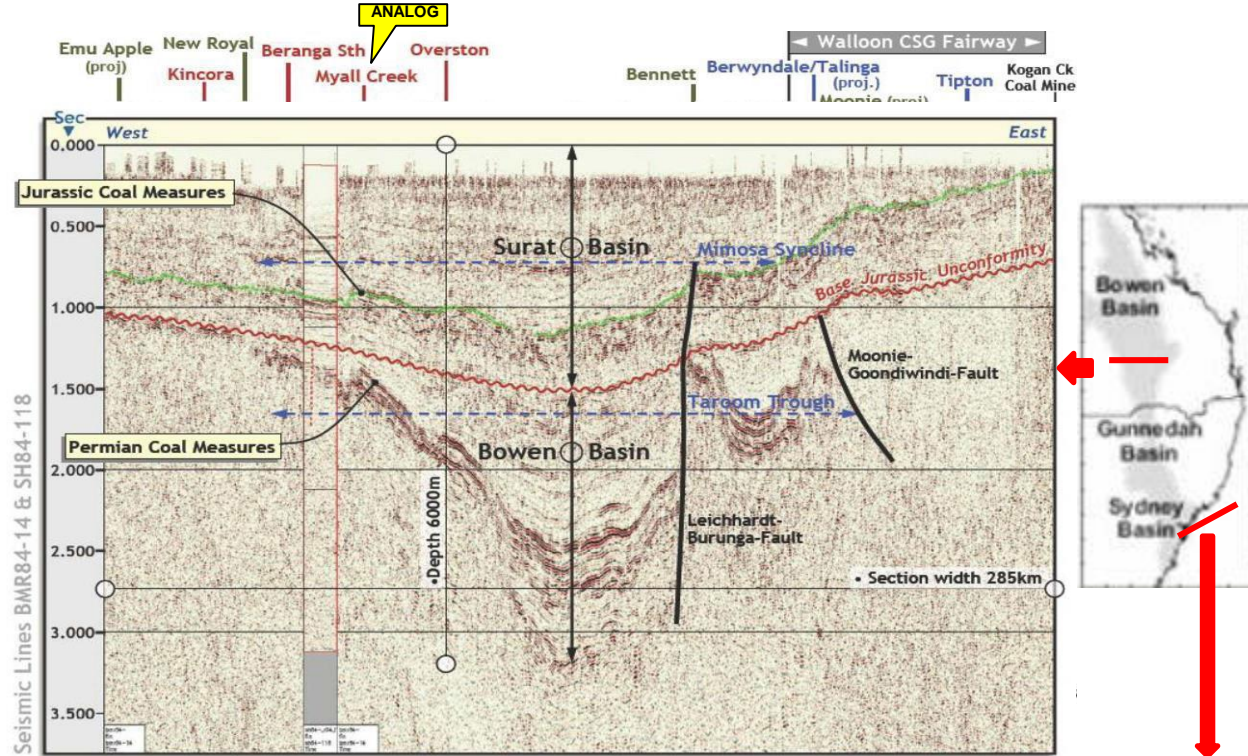 ANALOG
Emu Apple
(proj)
New Royal
Kincora
Beranga Sth
Myall Creek
Overston
Bennett
◄ Walloon CSG Fairway ►
Berwyndale/Talinga
(proj.)
Moonie (proj)
Tipton
Kogan Ck
Coal Mine
Sec
West
East
0.000
0.500
1.000
1.500
2.000
2.500
3.000
3.500
Jurassic Coal Measures
Surat Basin
Mimosa Syncline
Base Jurassic Unconformity
Moonie-
Goondiwindi-Fault
Taroom Trough
Permian Coal Measures
Bowen Basin
•Depth 6000m
Leichhardt-
Burunga-Fault
• Section width 285km
Seismic Lines BMR84-14 & SH84-118
Bowen
Basin
Gunnedah
Basin
Sydney
Basin